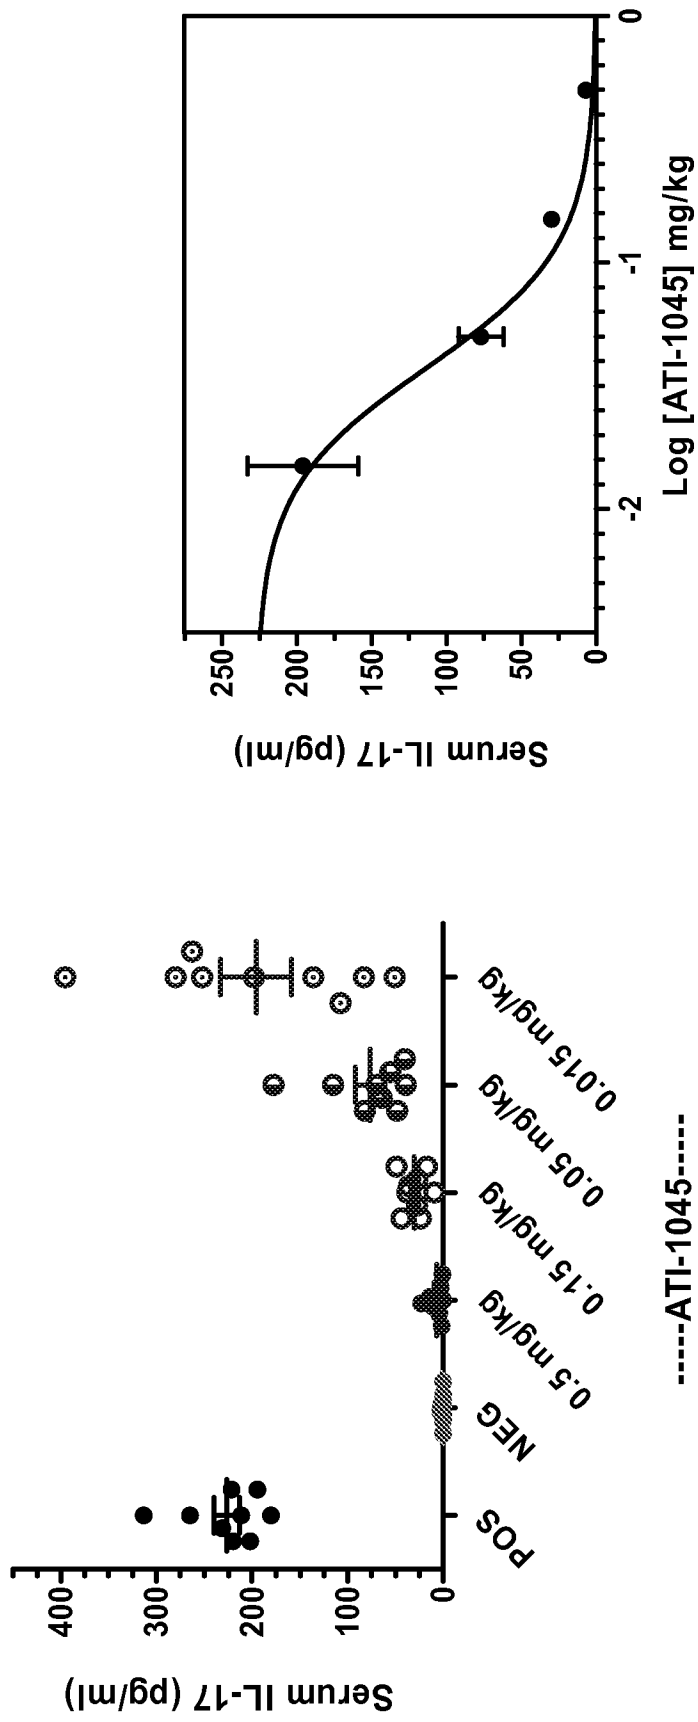 Serum IL-17 (pg/ml)
400
300
200
100
0
POS
NEG
0.5 mg/kg
0.15 mg/kg
0.05 mg/kg
0.015 mg/kg
-----ATI-1045-----
Serum IL-17 (pg/ml)
250
200
150
100
50
0
-2
-1
0
Log [ATI-1045] mg/kg